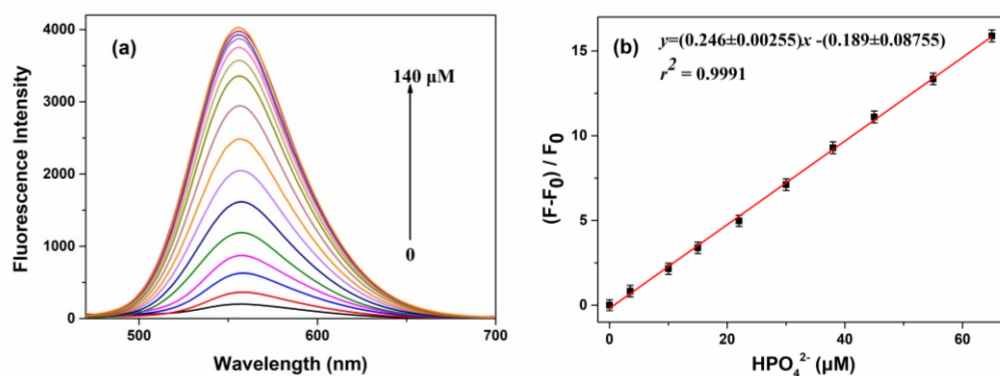 (a)
140 μM
0
Fluorescence Intensity
4000
3000
2000
1000
0
500
600
700
Wavelength (nm)
(b)
y=(0.246±0.00255)x -(0.189±0.08755)
r² = 0.9991
(F-F₀) / F₀
15
10
5
0
0
20
40
60
HPO₄²⁻ (μM)